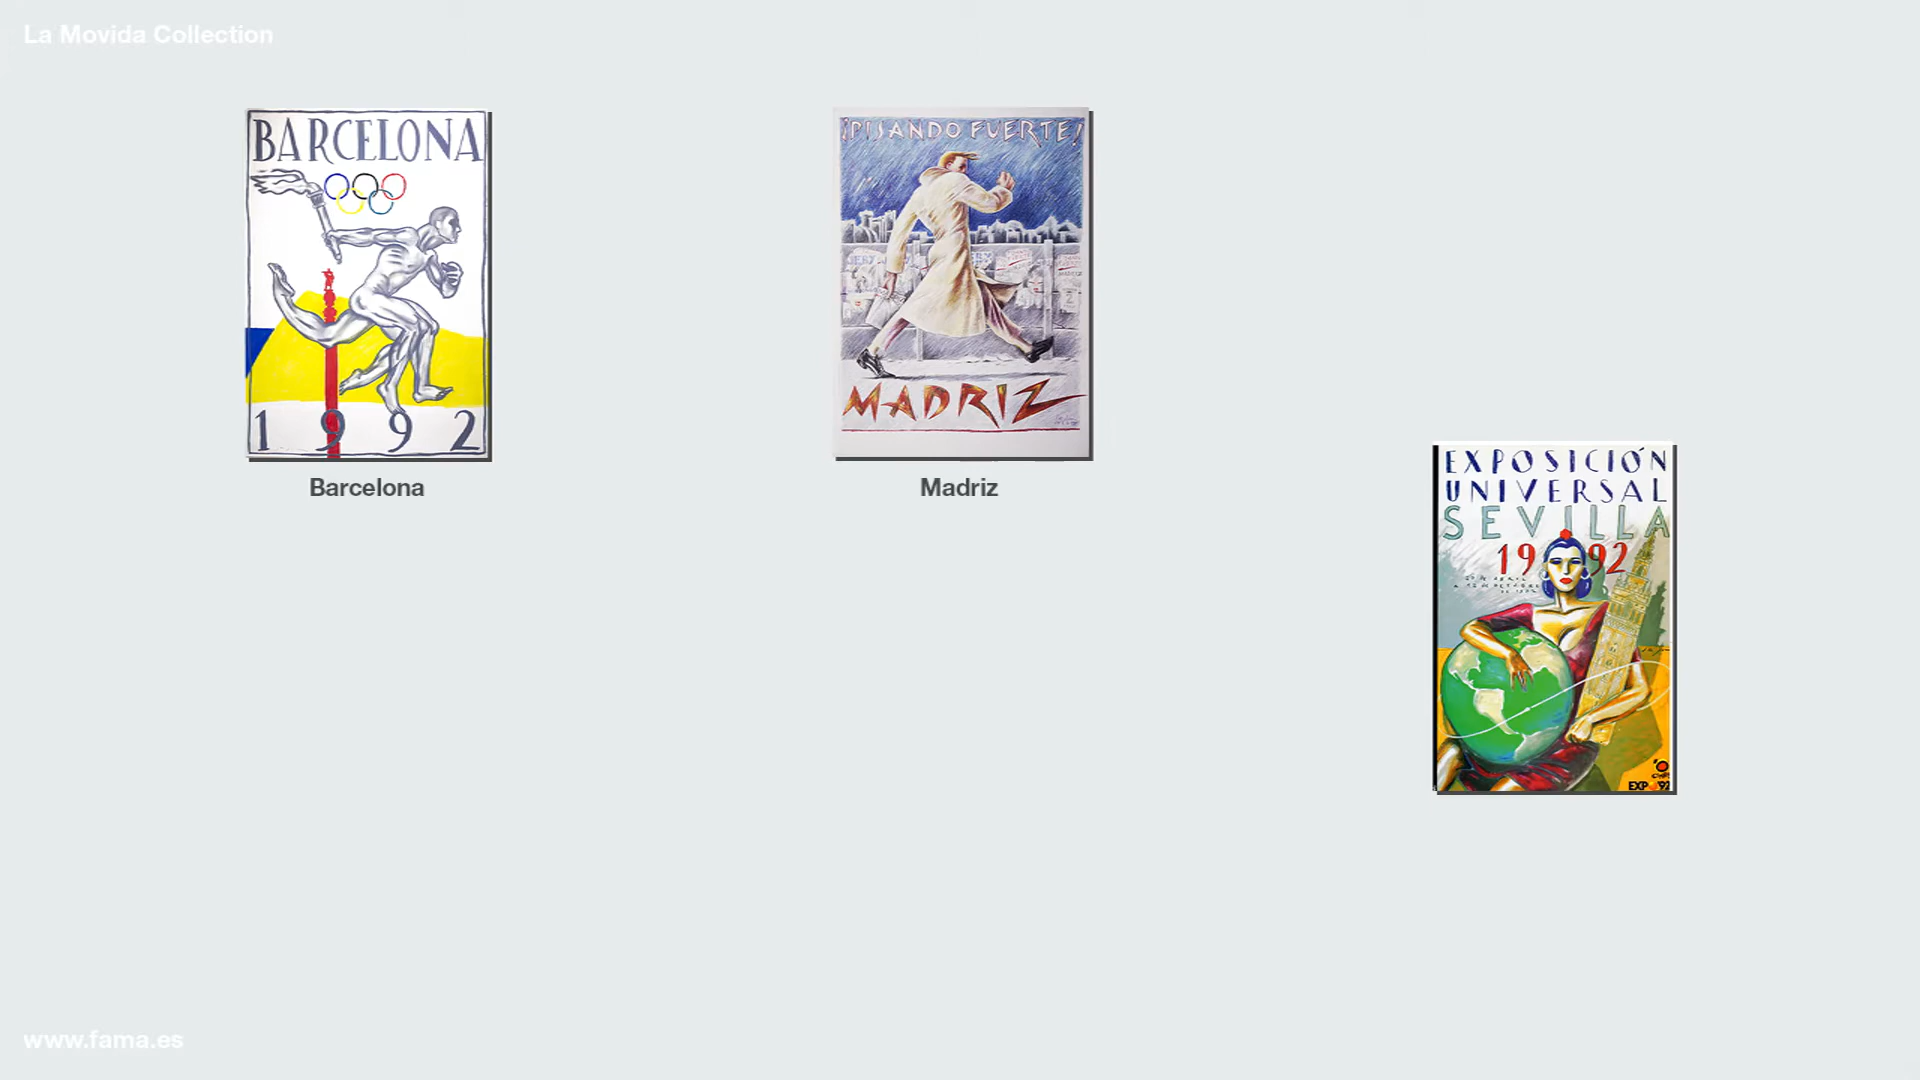 La Movida Collection
BARCELONA
1992
Barcelona
¡PISANDO FUERTE!
MADRIZ
Madriz
EXPOSICIÓN
UNIVERSAL
SEVILLA
1992
EXPO'92
www.fama.es